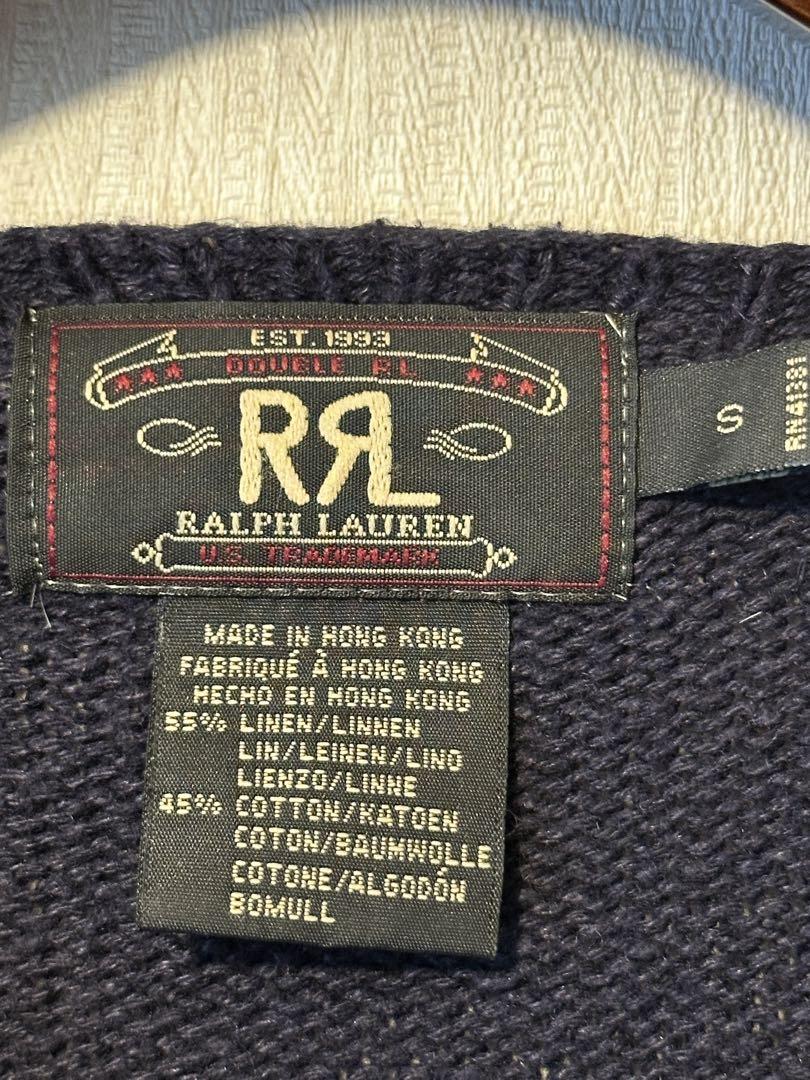 EST. 1993
★★★ DOUBLE RL ★★★
RRL
RALPH LAUREN
U.S. TRADEMARK
S
RN41381
MADE IN HONG KONG
FABRIQUÉ À HONG KONG
HECHO EN HONG KONG
55% LINEN/LINNEN
LIN/LEINEN/LINO
LIENZO/LINNE
45% COTTON/KATOEN
COTON/BAUMWOLLE
COTONE/ALGODÓN
BOMULL